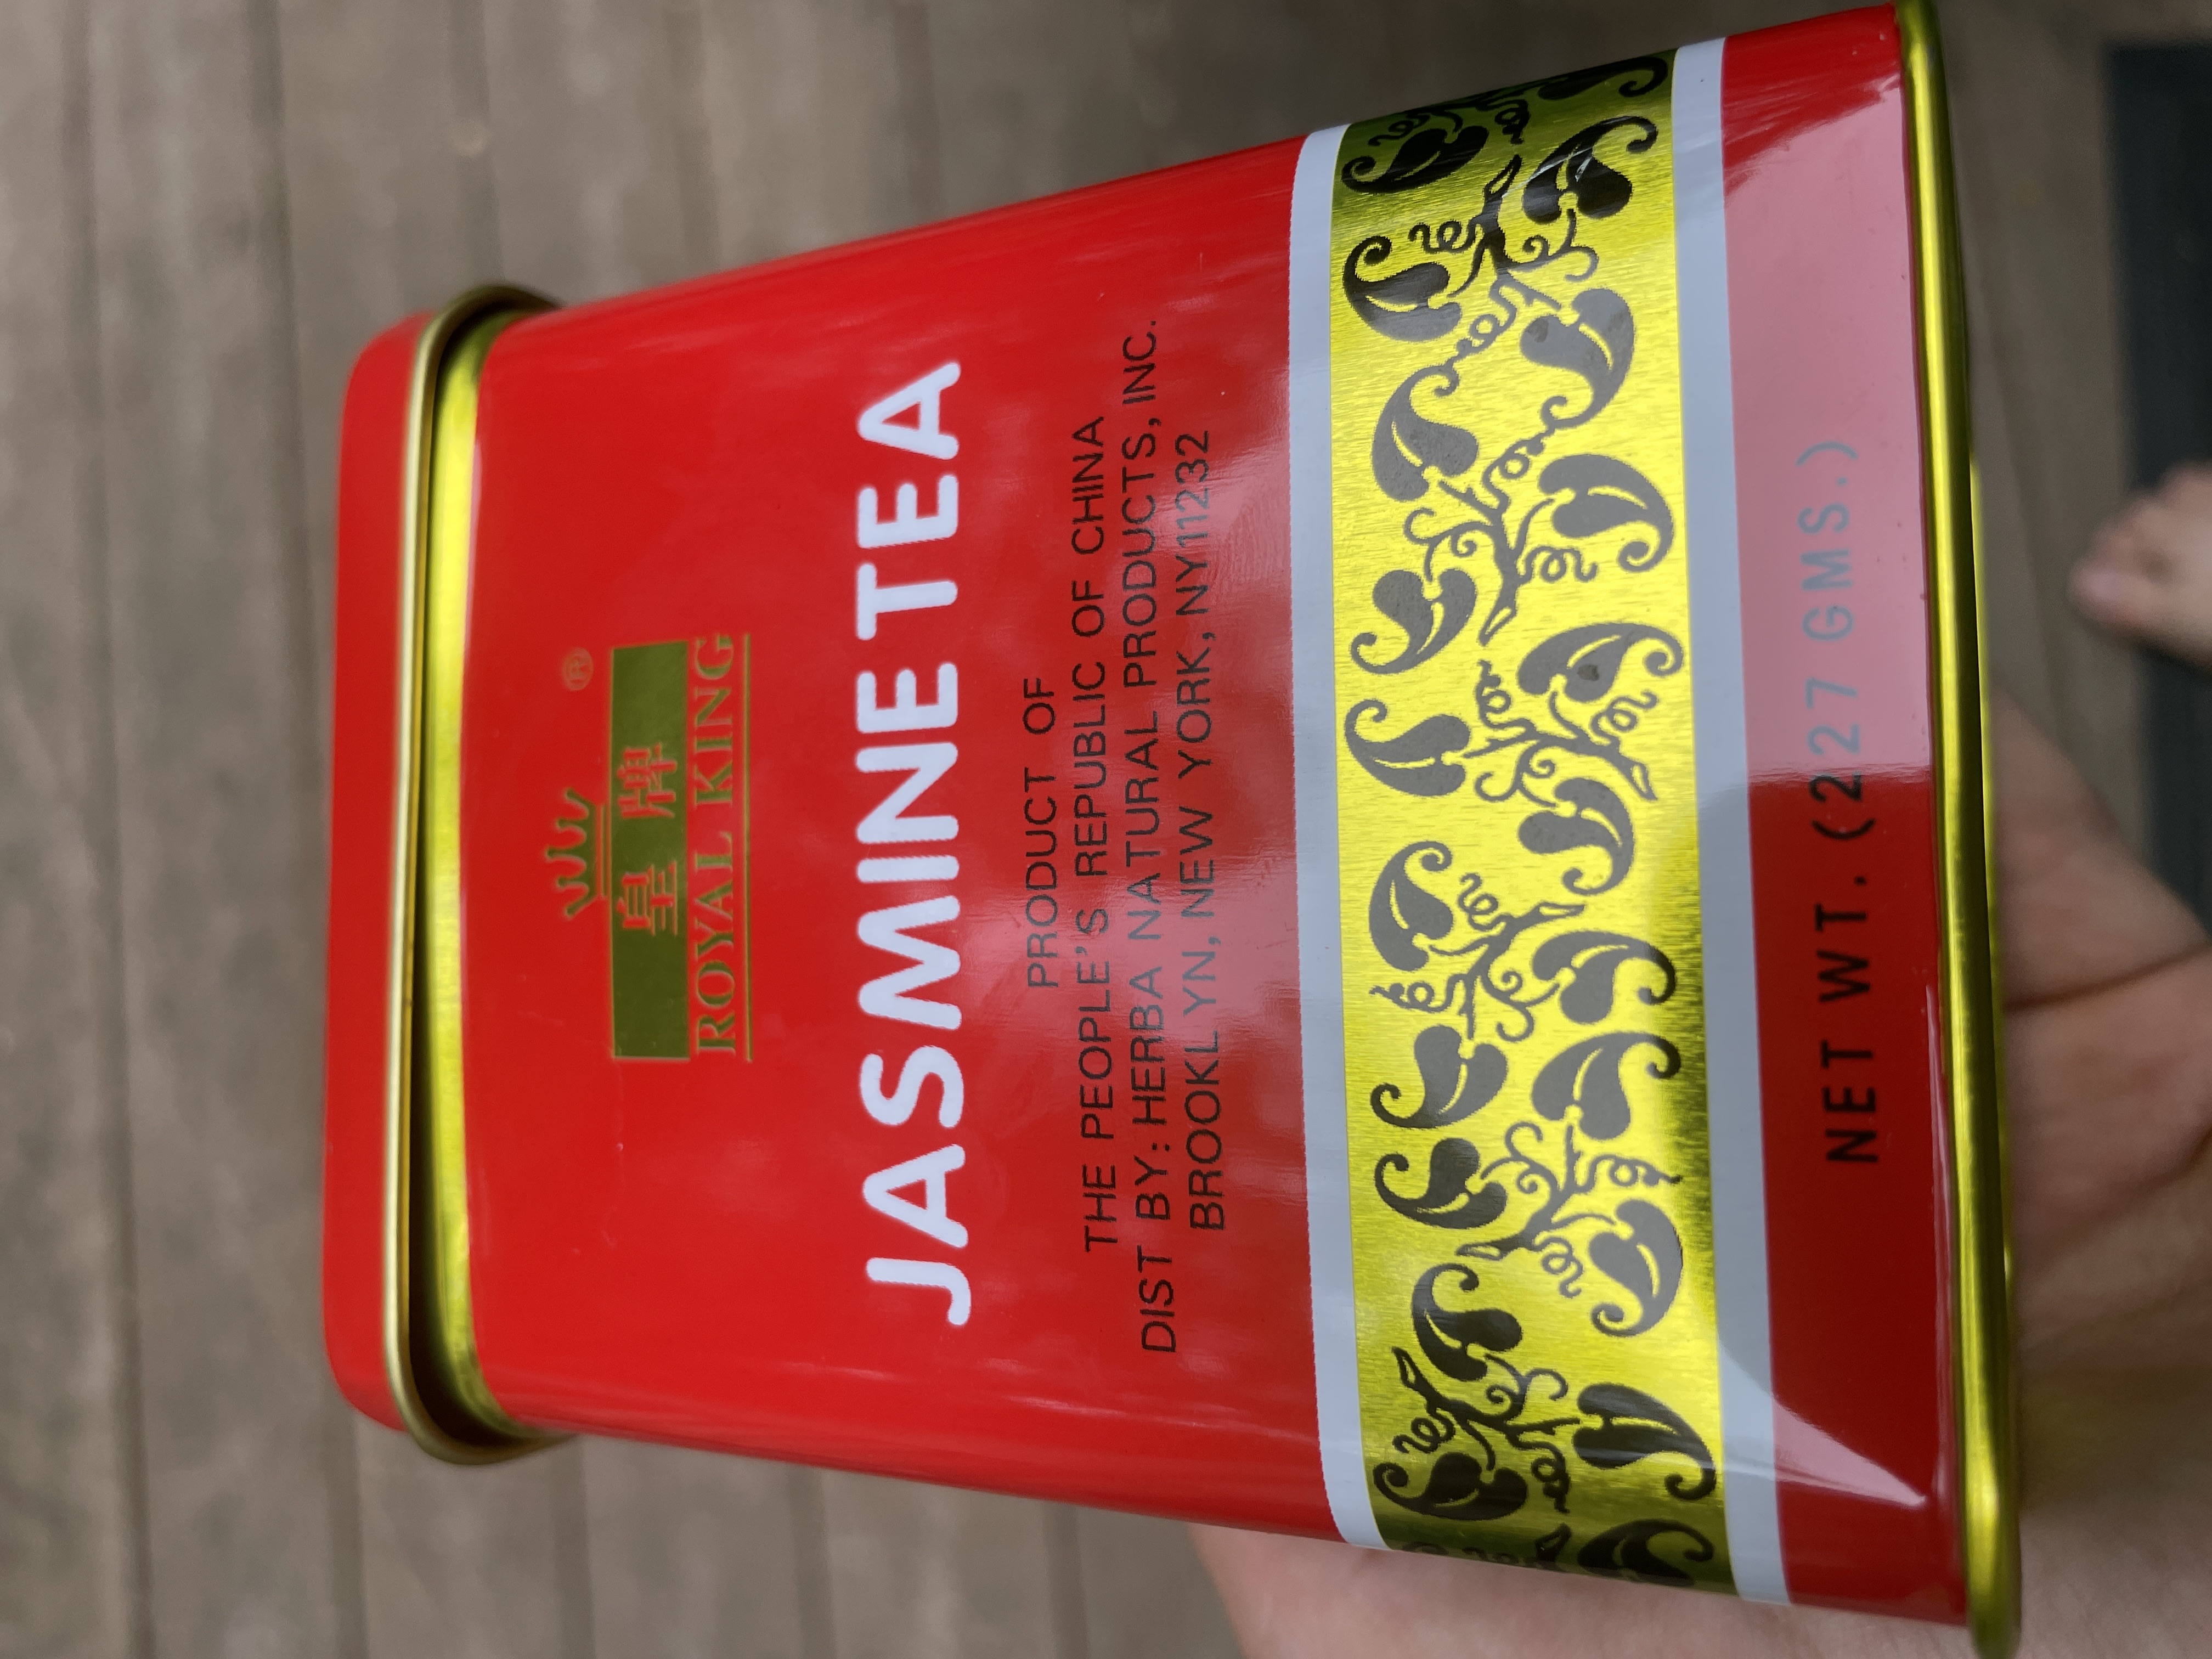 ®
皇牌
ROYAL KING
JASMINE TEA
PRODUCT OF
THE PEOPLE'S REPUBLIC OF CHINA
DIST BY: HERBA NATURAL PRODUCTS, INC.
BROOKLYN, NEW YORK, NY11232
NET WT. (227 GMS.)